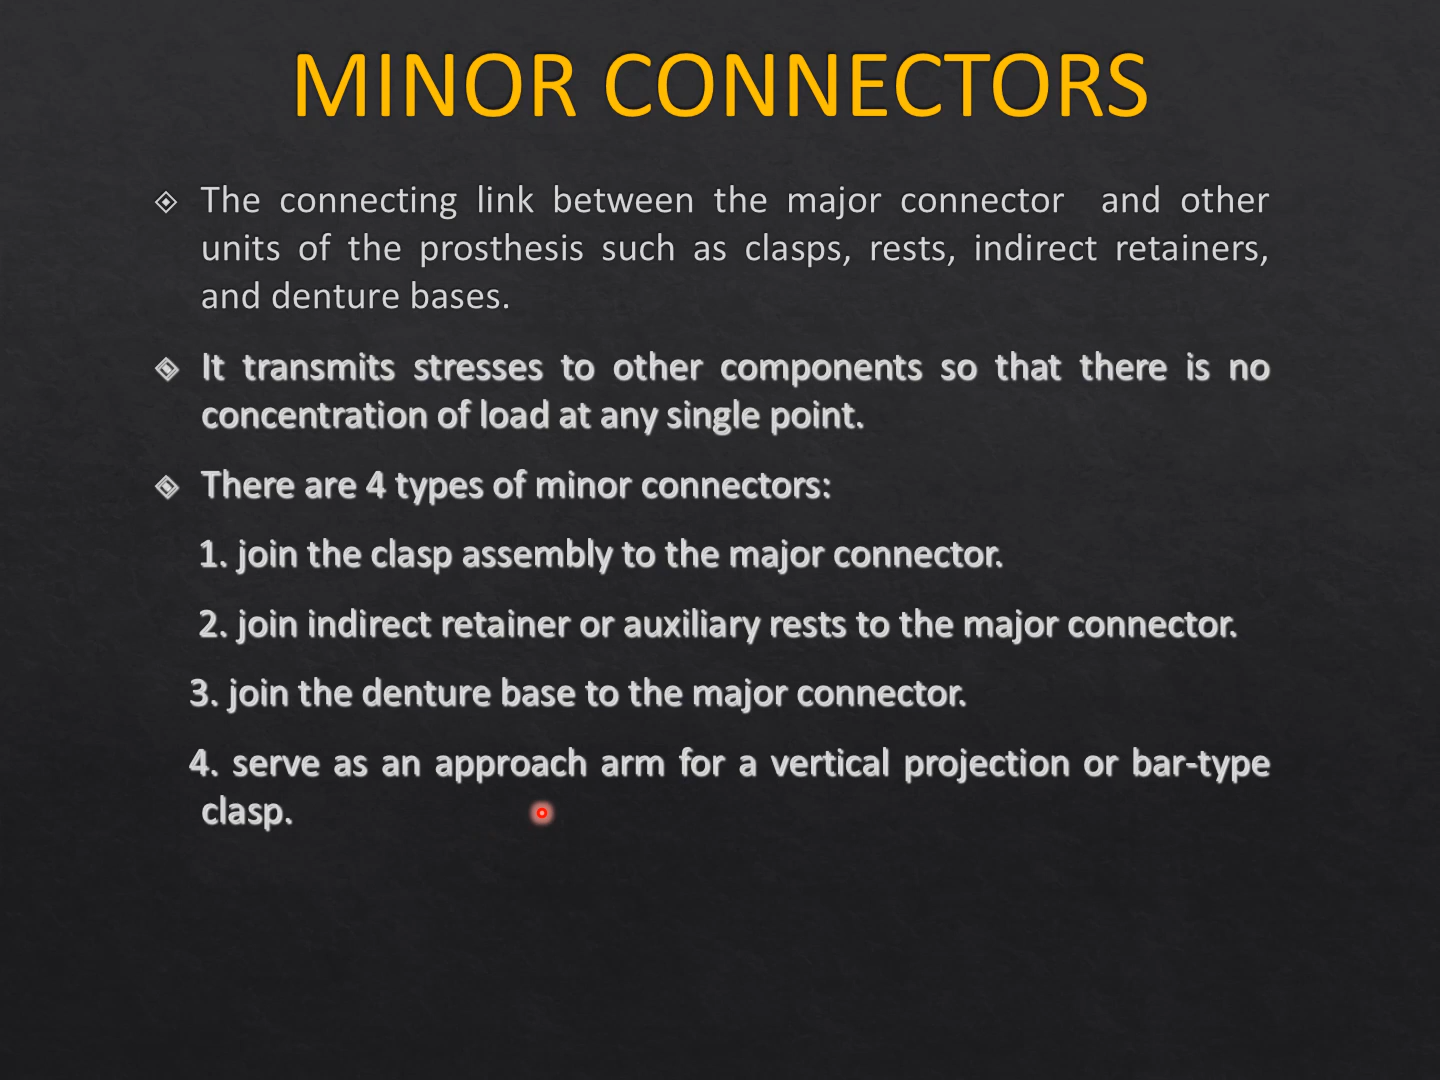 MINOR CONNECTORS
The connecting link between the major connector and other
units of the prosthesis such as clasps, rests, indirect retainers,
and denture bases.
It transmits stresses to other components so that there is no
concentration of load at any single point.
There are 4 types of minor connectors:
1. join the clasp assembly to the major connector.
2. join indirect retainer or auxiliary rests to the major connector.
3. join the denture base to the major connector.
4. serve as an approach arm for a vertical projection or bar-type
clasp.